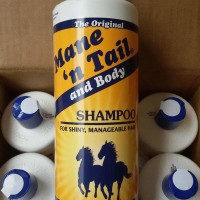 The Original
Mane
'n Tail
and Body
SHAMPOO
FOR SHINY, MANAGEABLE HAIR